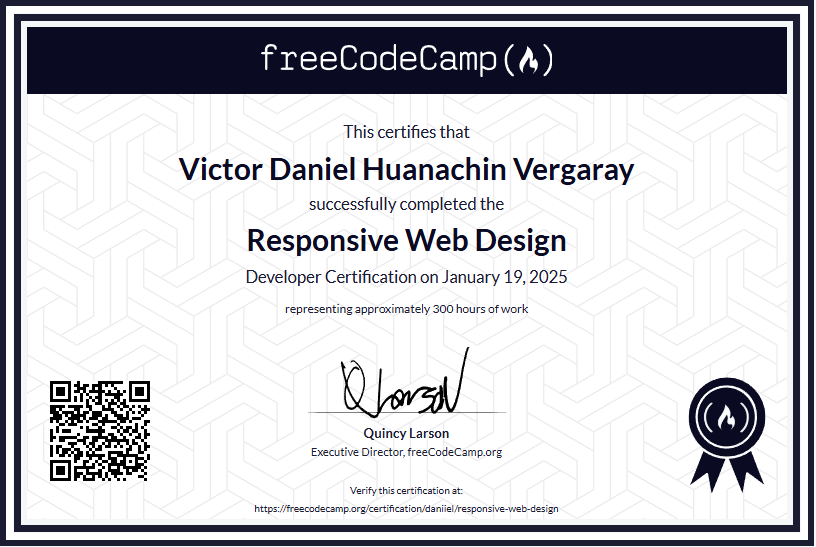 freeCodeCamp
This certifies that
Victor Daniel Huanachin Vergaray
successfully completed the
Responsive Web Design
Developer Certification on January 19, 2025
representing approximately 300 hours of work
QLarson
Quincy Larson
Executive Director, freeCodeCamp.org
Verify this certification at:
https://freecodecamp.org/certification/daniiel/responsive-web-design